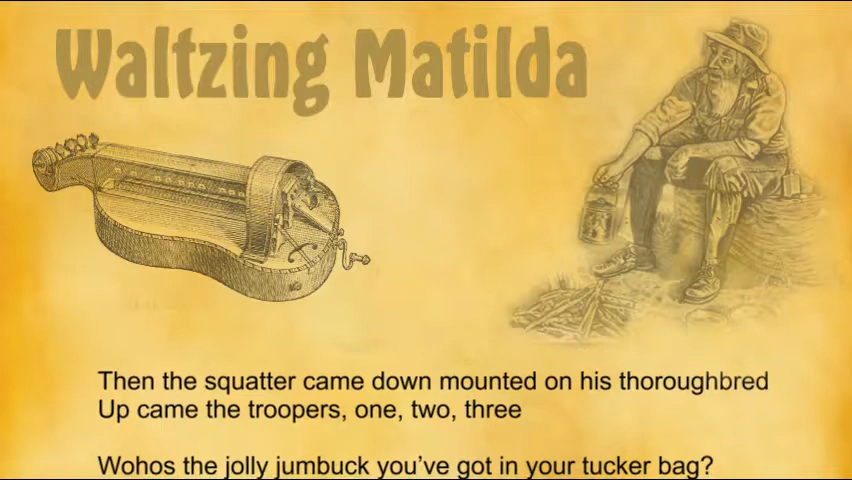 Waltzing Matilda
Then the squatter came down mounted on his thoroughbred
Up came the troopers, one, two, three
Wohos the jolly jumbuck you've got in your tucker bag?